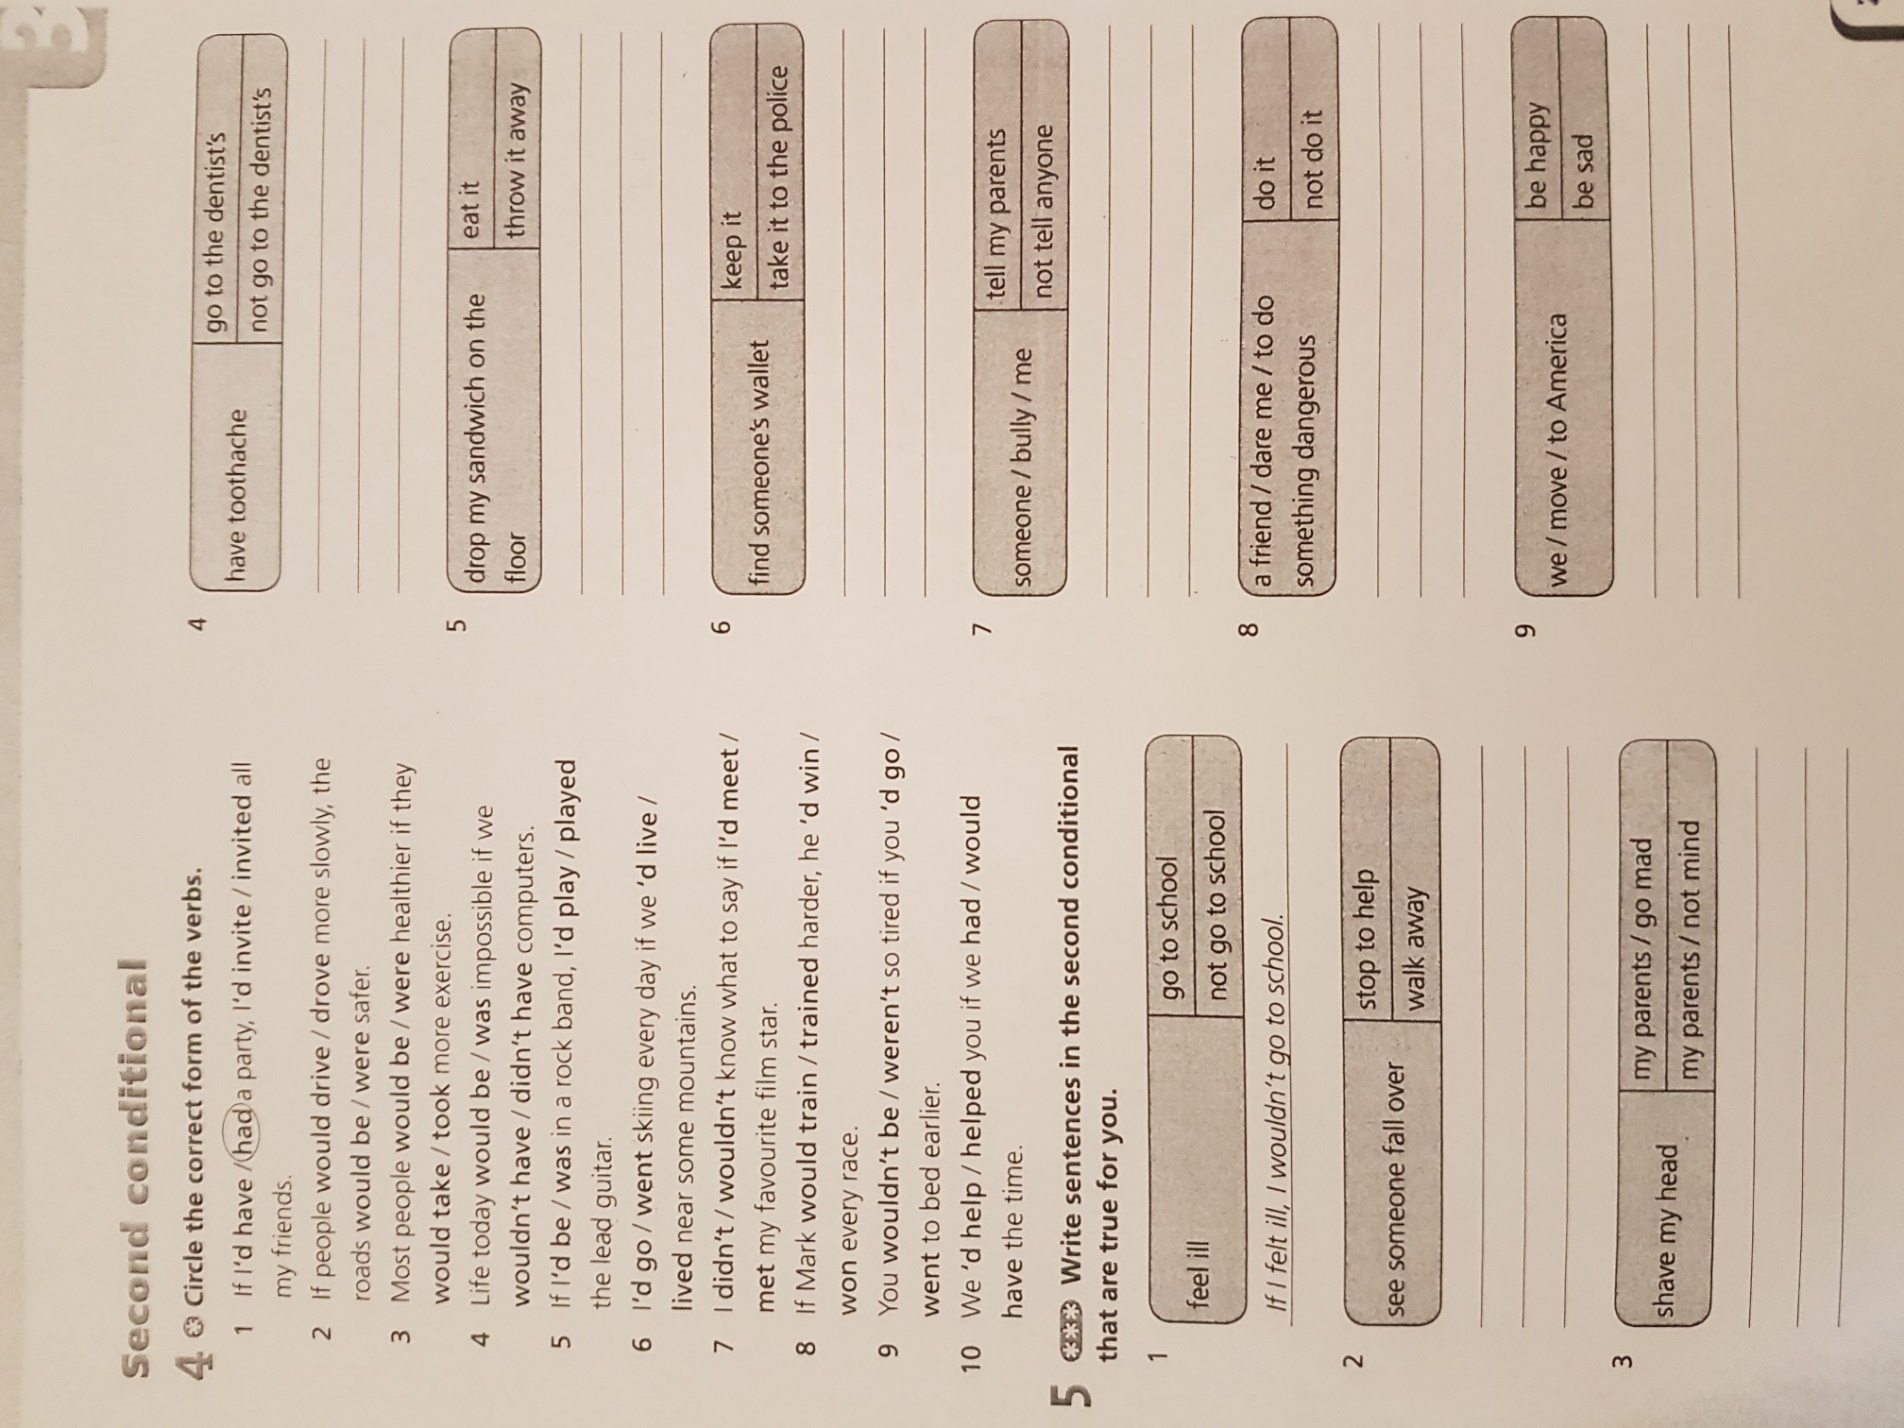 3
Second conditional
4 Circle the correct form of the verbs.
1 If I'd have / had a party, I'd invite / invited all
my friends.
2 If people would drive / drove more slowly, the
roads would be / were safer.
3 Most people would be / were healthier if they
would take / took more exercise.
4 Life today would be / was impossible if we
wouldn't have / didn't have computers.
5 If I'd be / was in a rock band, I'd play / played
the lead guitar.
6 I'd go / went skiing every day if we 'd live /
lived near some mountains.
7 I didn't / wouldn't know what to say if I'd meet /
met my favourite film star.
8 If Mark would train / trained harder, he 'd win /
won every race.
9 You wouldn't be / weren't so tired if you 'd go /
went to bed earlier.
10 We 'd help / helped you if we had / would
have the time.
5 *** Write sentences in the second conditional
that are true for you.
1
feel ill
go to school
not go to school
If I felt ill, I wouldn't go to school.
2
see someone fall over
stop to help
walk away
3
shave my head
my parents / go mad
my parents / not mind
4
have toothache
go to the dentist's
not go to the dentist's
5
drop my sandwich on the
floor
eat it
throw it away
6
find someone's wallet
keep it
take it to the police
7
someone / bully / me
tell my parents
not tell anyone
8
a friend / dare me / to do
something dangerous
do it
not do it
9
we / move / to America
be happy
be sad